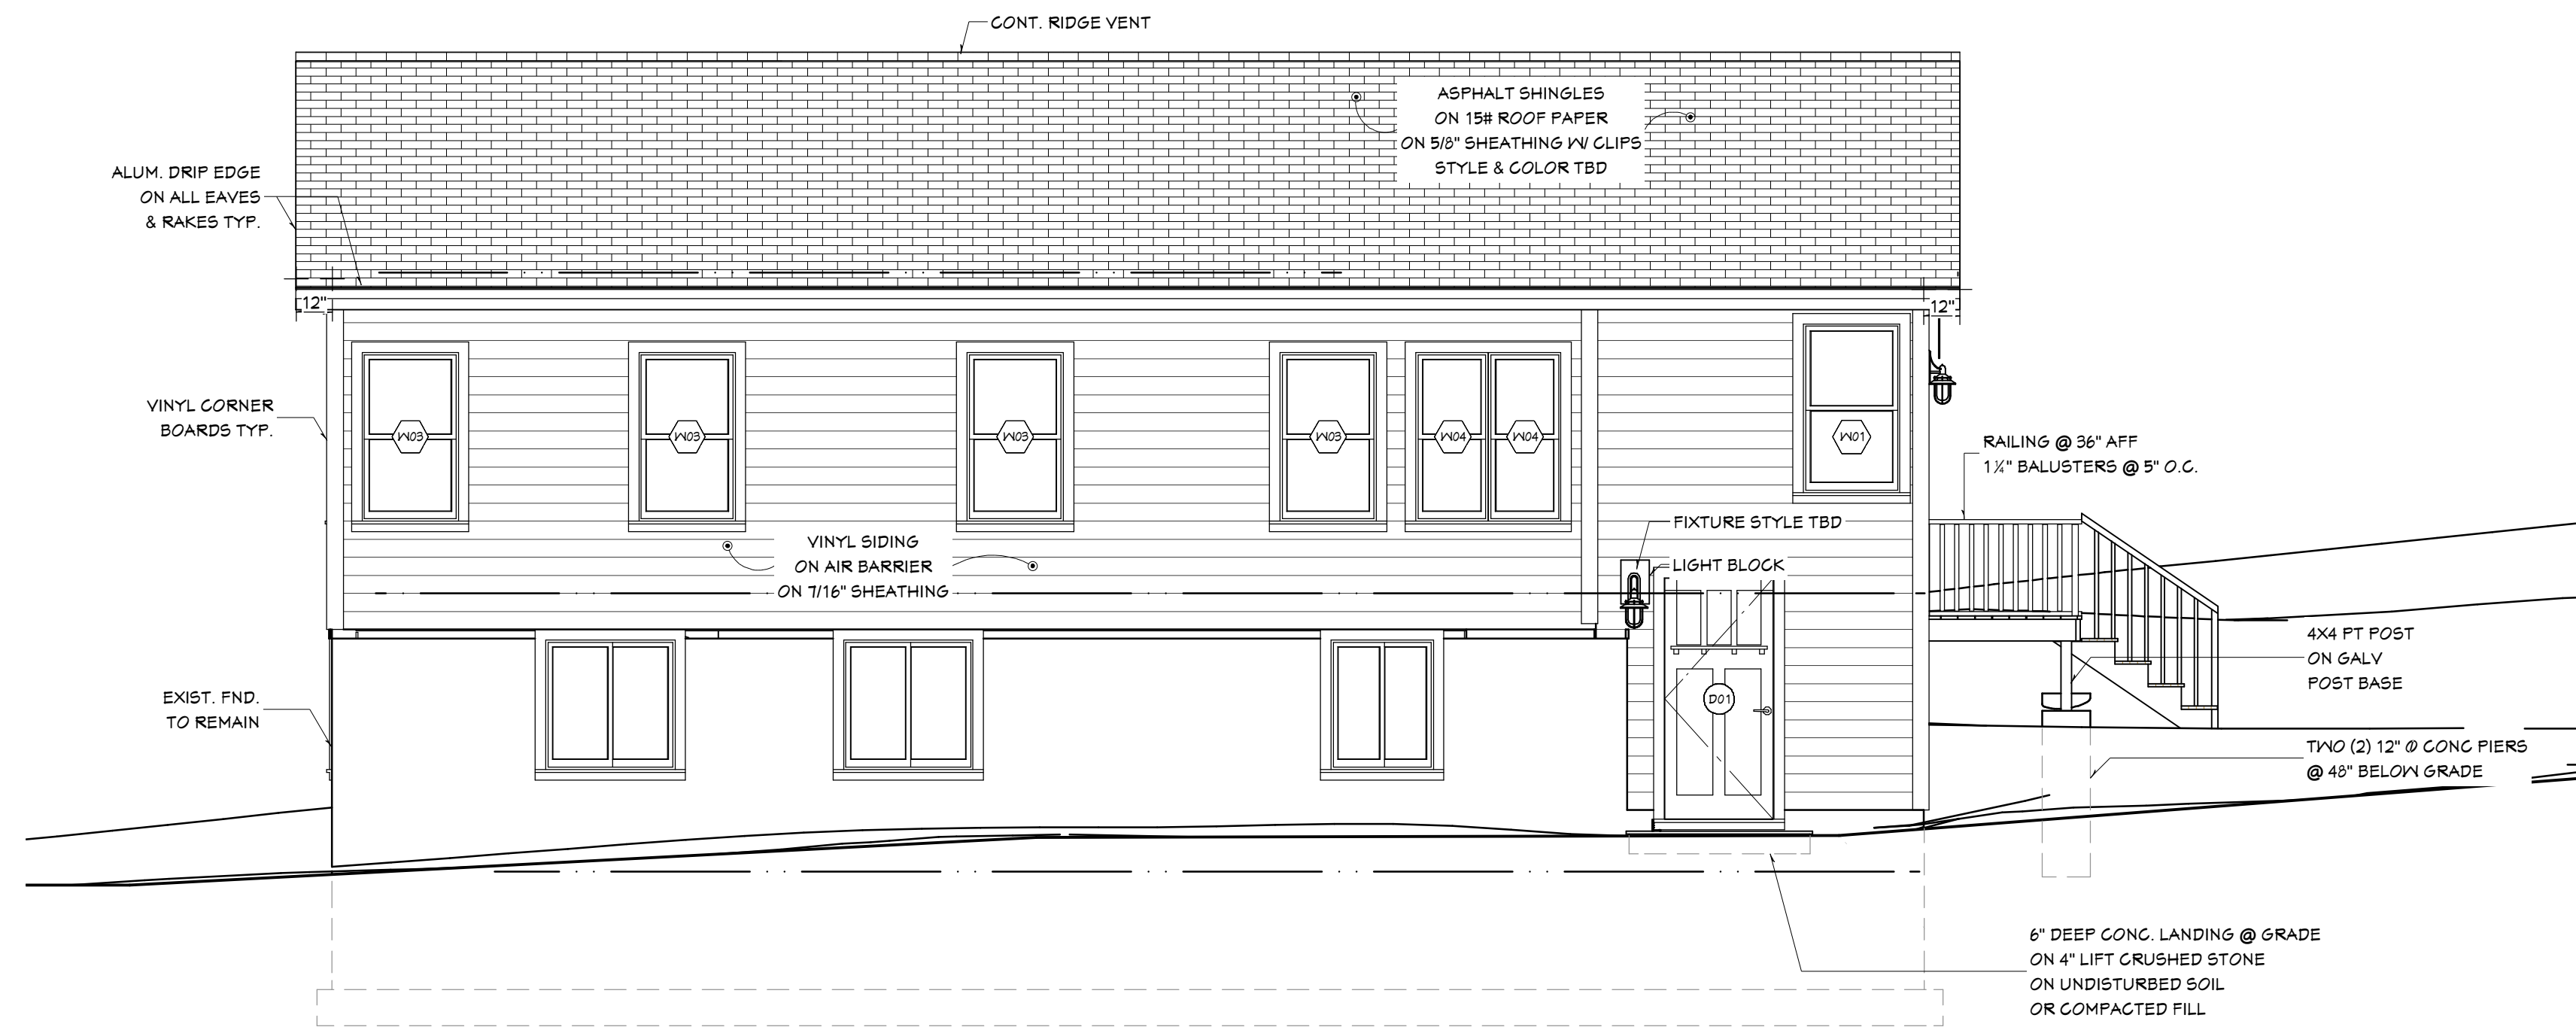 CONT. RIDGE VENT
ASPHALT SHINGLES
ON 15# ROOF PAPER
ON 5/8" SHEATHING W/ CLIPS
STYLE & COLOR TBD
ALUM. DRIP EDGE
ON ALL EAVES
& RAKES TYP.
12"
12"
VINYL CORNER
BOARDS TYP.
W03
W03
W03
W03
W04
W04
W01
RAILING @ 36" AFF
1¼" BALUSTERS @ 5" O.C.
FIXTURE STYLE TBD
LIGHT BLOCK
VINYL SIDING
ON AIR BARRIER
ON 7/16" SHEATHING
4X4 PT POST
ON GALV
POST BASE
EXIST. FND.
TO REMAIN
D01
TWO (2) 12" Ø CONC PIERS
@ 48" BELOW GRADE
6" DEEP CONC. LANDING @ GRADE
ON 4" LIFT CRUSHED STONE
ON UNDISTURBED SOIL
OR COMPACTED FILL